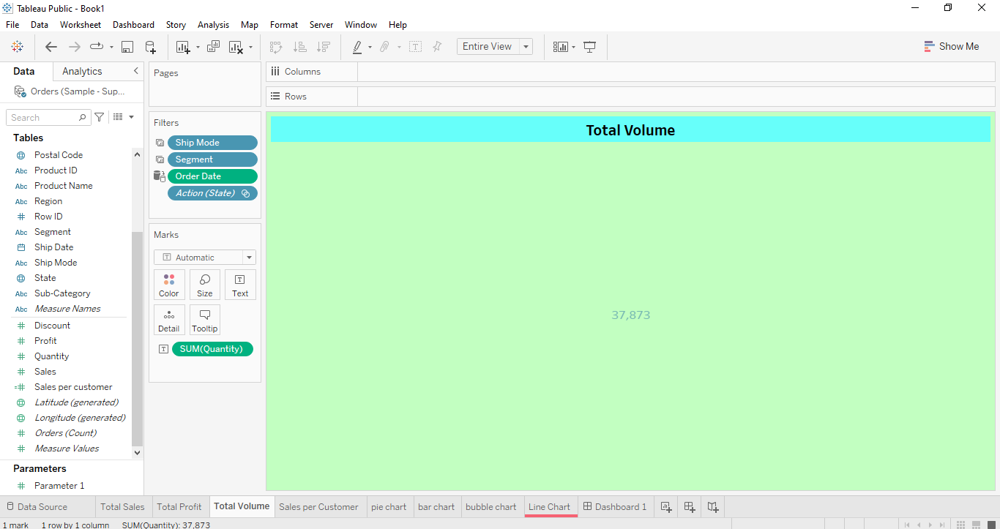 Tableau Public - Book1
File Data Worksheet Dashboard Story Analysis Map Format Server Window Help
Entire View
Show Me
Data Analytics
Pages
Columns
Orders (Sample - Sup...
Rows
Search
Filters
Total Volume
Tables
Ship Mode
Postal Code
Segment
Abc Product ID
Order Date
Abc Product Name
Action (State)
Abc Region
Row ID
Abc Segment
Marks
Ship Date
Automatic
Abc Ship Mode
State
Color Size Text
Abc Sub-Category
Abc Measure Names
37,873
Discount
Detail Tooltip
Profit
SUM(Quantity)
Quantity
Sales
Sales per customer
Latitude (generated)
Longitude (generated)
Orders (Count)
Measure Values
Parameters
Parameter 1
Data Source Total Sales Total Profit Total Volume Sales per Customer pie chart bar chart bubble chart Line Chart Dashboard 1
1 mark 1 row by 1 column SUM(Quantity): 37,873